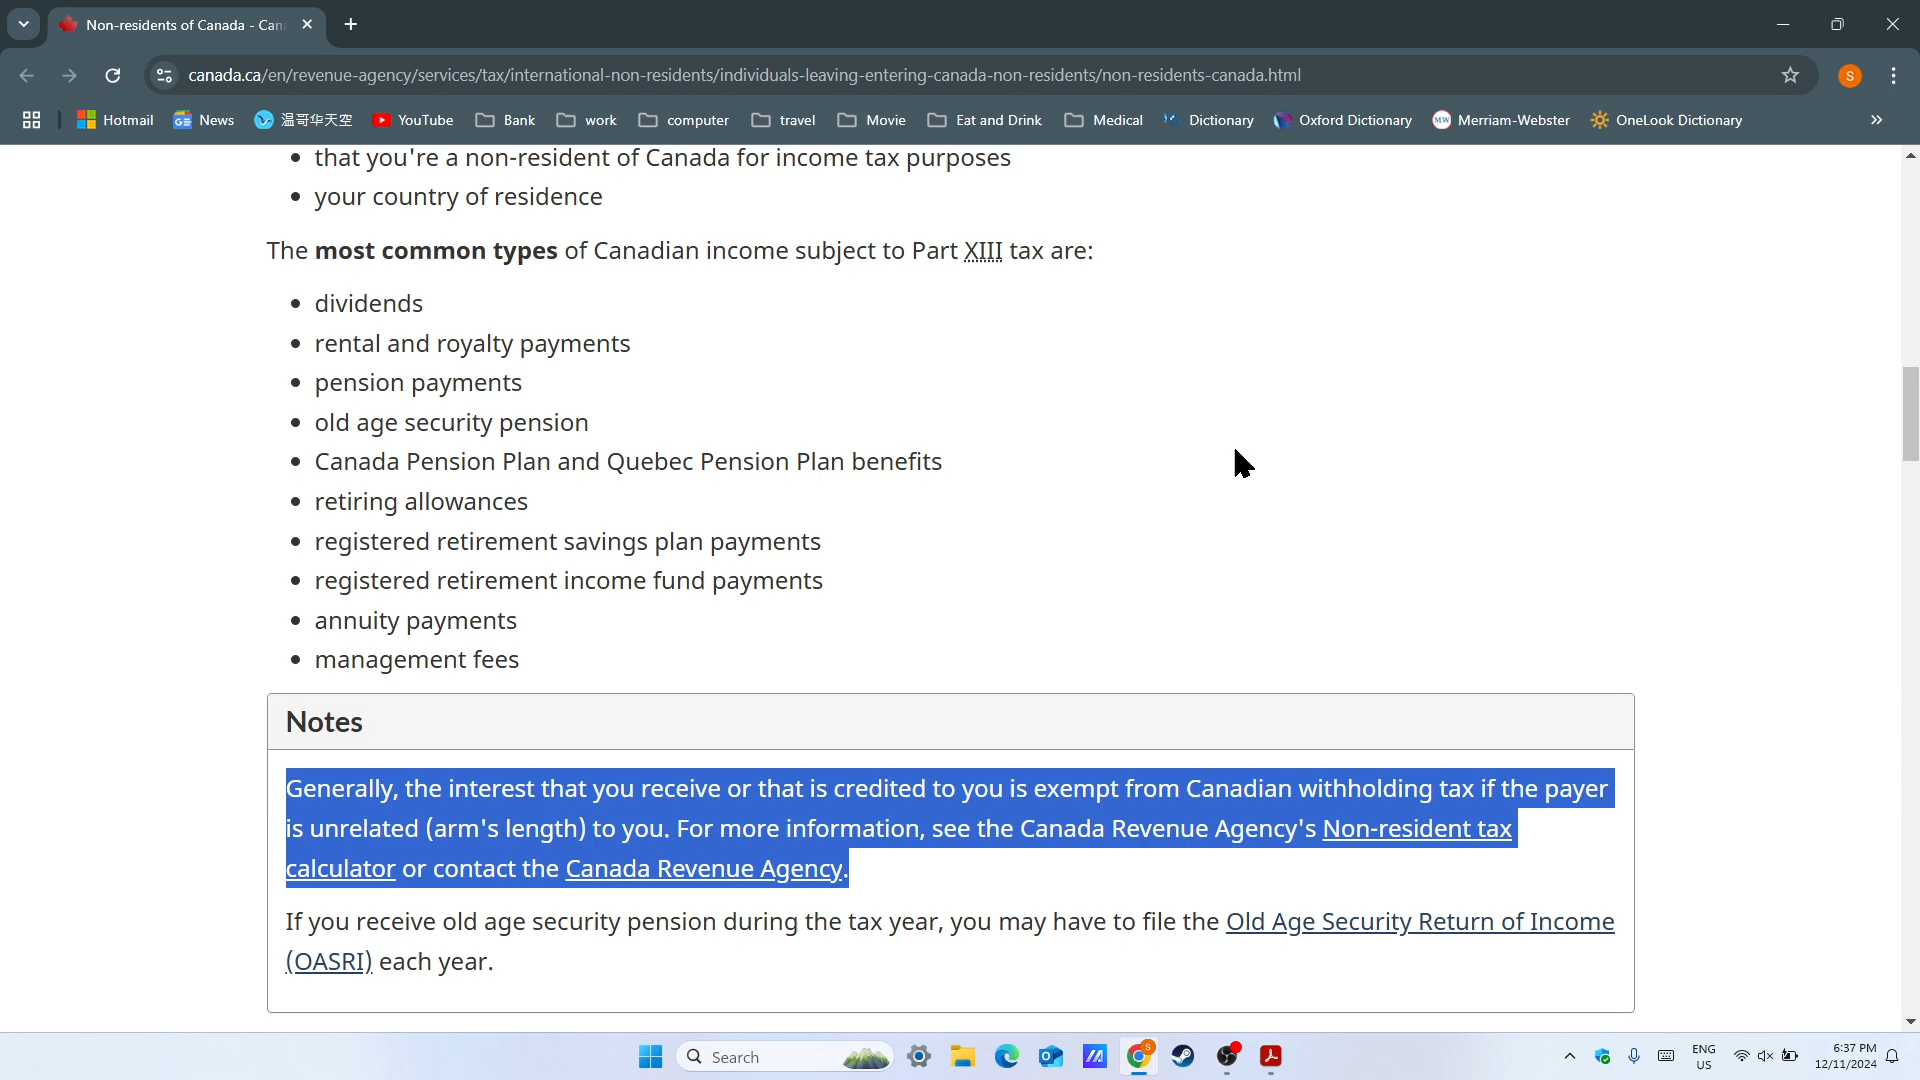 Non-residents of Canada - Can
canada.ca/en/revenue-agency/services/tax/international-non-residents/individuals-leaving-entering-canada-non-residents/non-residents-canada.html
S
Hotmail
News
温哥华天空
YouTube
Bank
work
computer
travel
Movie
Eat and Drink
Medical
Dictionary
Oxford Dictionary
Merriam-Webster
OneLook Dictionary
that you're a non-resident of Canada for income tax purposes
your country of residence
The most common types of Canadian income subject to Part XIII tax are:
dividends
rental and royalty payments
pension payments
old age security pension
Canada Pension Plan and Quebec Pension Plan benefits
retiring allowances
registered retirement savings plan payments
registered retirement income fund payments
annuity payments
management fees
Notes
Generally, the interest that you receive or that is credited to you is exempt from Canadian withholding tax if the payer
is unrelated (arm's length) to you. For more information, see the Canada Revenue Agency's Non-resident tax
calculator or contact the Canada Revenue Agency.
If you receive old age security pension during the tax year, you may have to file the Old Age Security Return of Income
(OASRI) each year.
Search
ENG
US
6:37 PM
12/11/2024